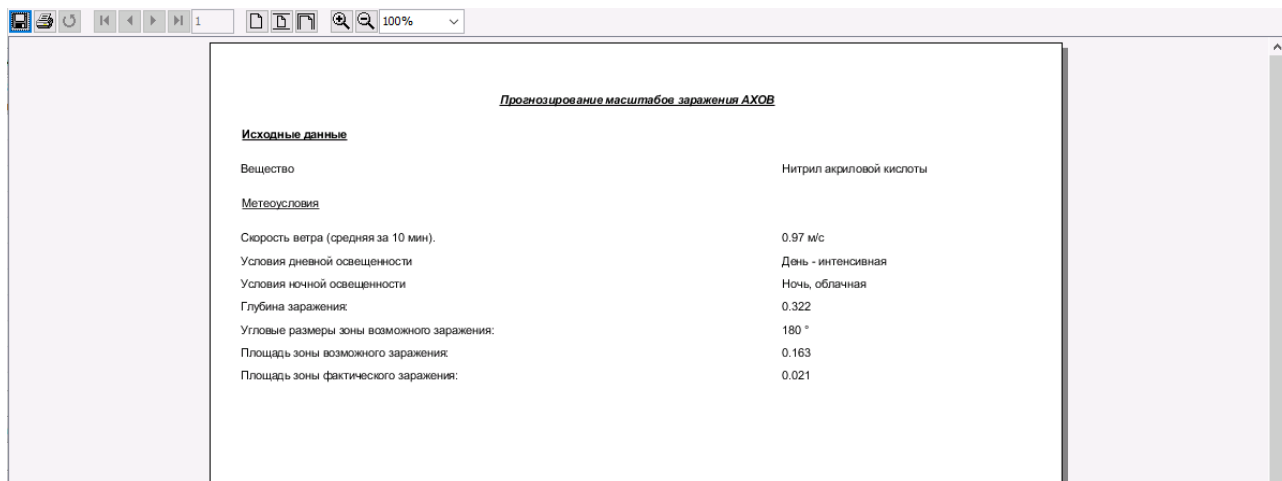 1
100%
Прогнозирование масштабов заражения АХОВ
Исходные данные
Вещество Нитрил акриловой кислоты
Метеоусловия
Скорость ветра (средняя за 10 мин). 0.97 м/с
Условия дневной освещенности День - интенсивная
Условия ночной освещенности Ночь, облачная
Глубина заражения: 0.322
Угловые размеры зоны возможного заражения: 180 °
Площадь зоны возможного заражения: 0.163
Площадь зоны фактического заражения: 0.021